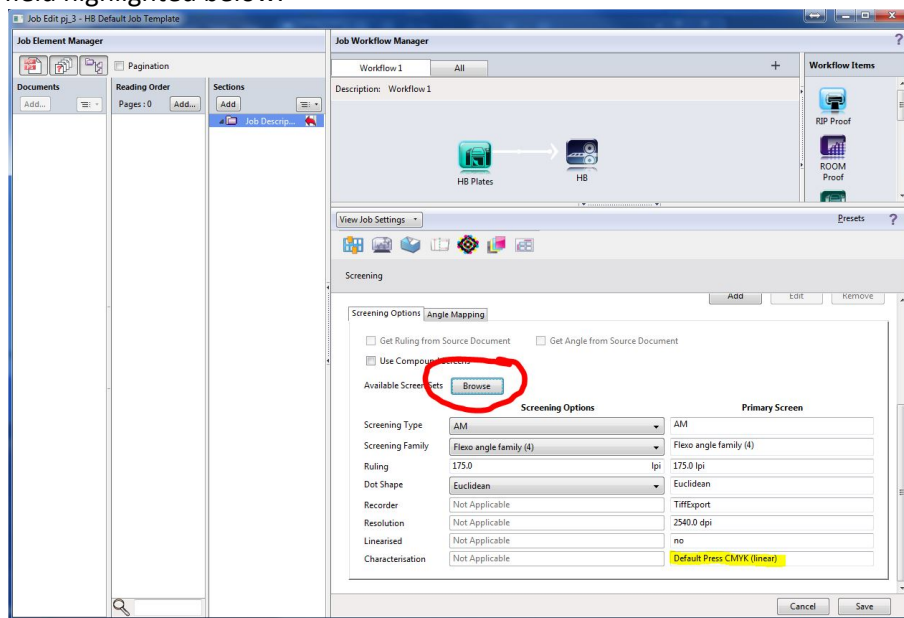 field highlighted below.
Job Edit pj_3 - HB Default Job Template
Job Element Manager
Pagination
Documents
Reading Order
Sections
Add...
Pages : 0
Add...
Add
Job Descrip...
Job Workflow Manager
?
Workflow 1
All
+
Workflow Items
Description: Workflow 1
HB Plates
HB
RIP Proof
ROOM
Proof
View Job Settings
Presets
?
Screening
Add
Edit
Remove
Screening Options
Angle Mapping
Get Ruling from Source Document
Get Angle from Source Document
Use Compound Screens
Available Screen Sets
Browse
Screening Options
Primary Screen
Screening Type
AM
AM
Screening Family
Flexo angle family (4)
Flexo angle family (4)
Ruling
175.0
lpi
175.0 lpi
Dot Shape
Euclidean
Euclidean
Recorder
Not Applicable
TiffExport
Resolution
Not Applicable
2540.0 dpi
Linearised
Not Applicable
no
Characterisation
Not Applicable
Default Press CMYK (linear)
Cancel
Save